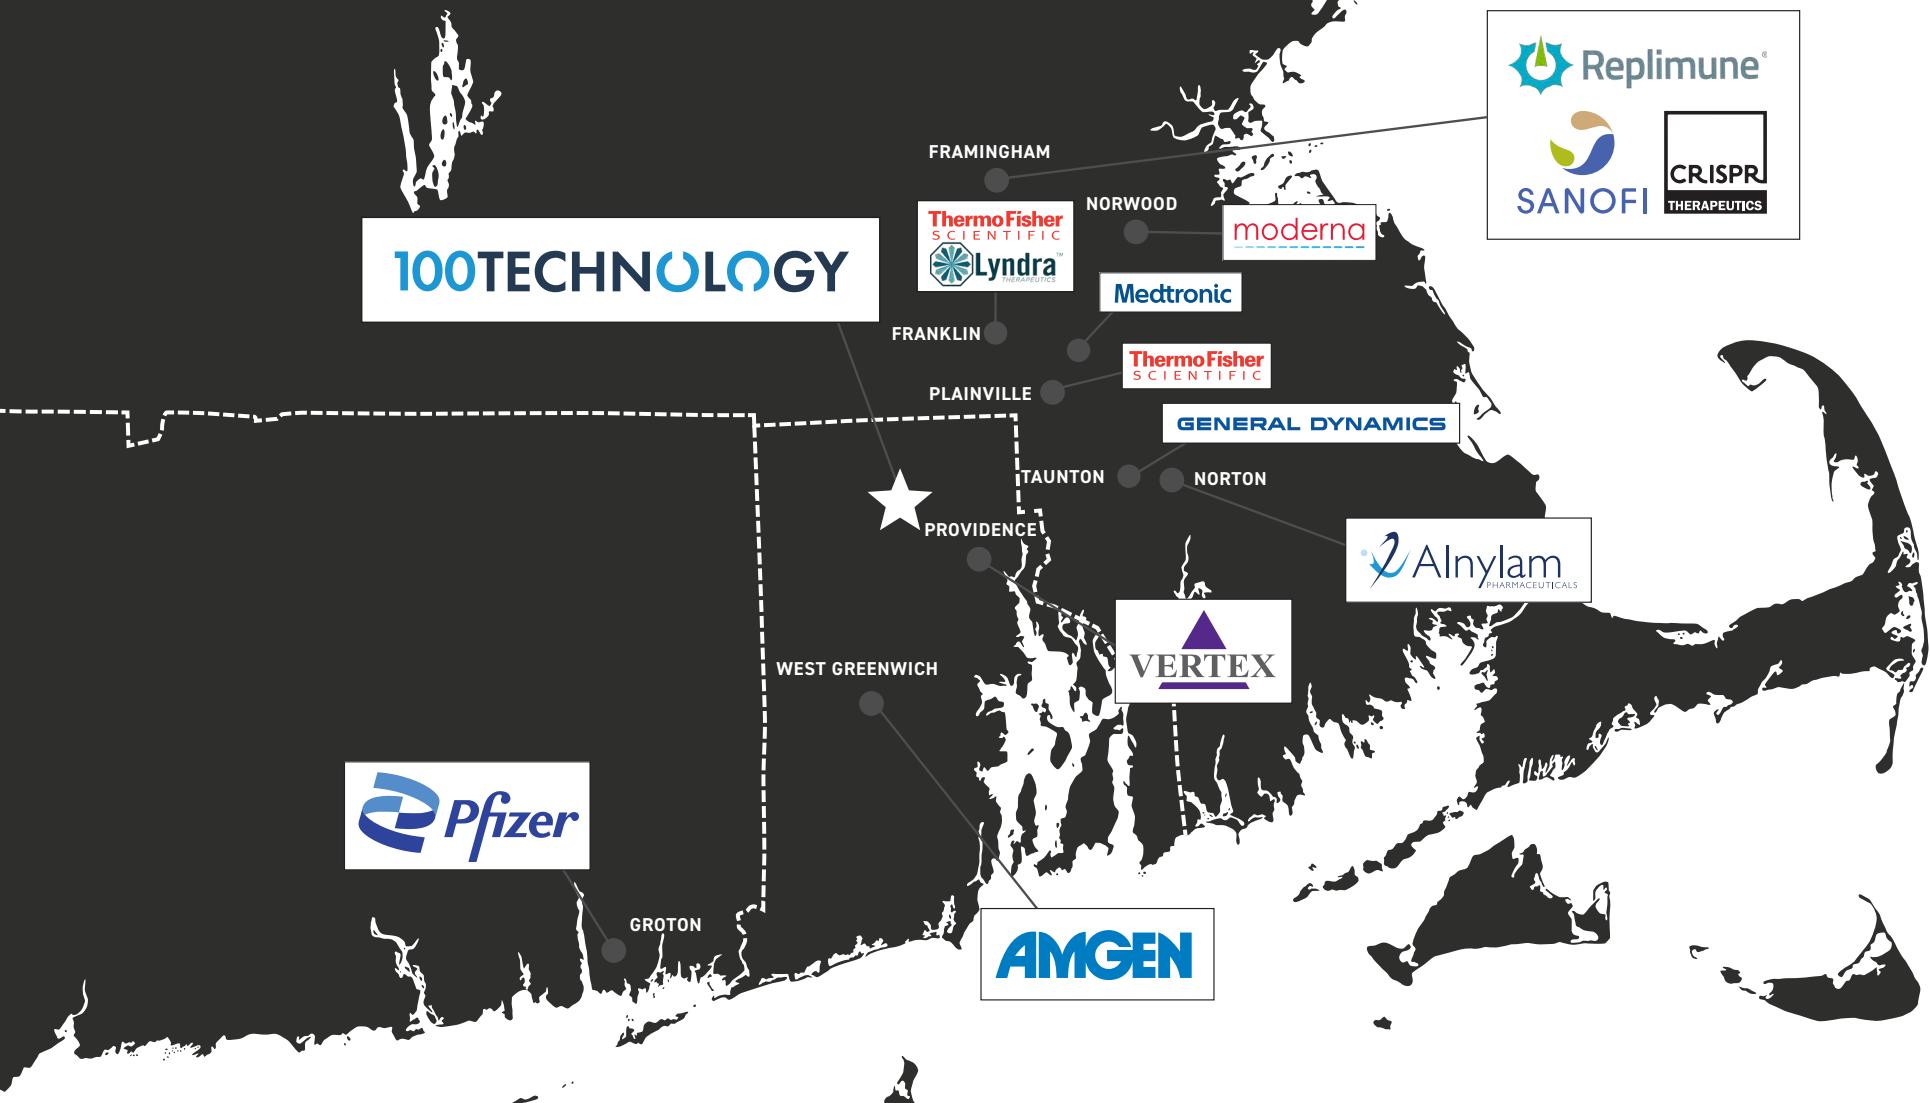 Replimune®
FRAMINGHAM
SANOFI
CRISPR
THERAPEUTICS
NORWOOD
ThermoFisher
SCIENTIFIC
moderna
Lyndra™
THERAPEUTICS
100TECHNOLOGY
Medtronic
FRANKLIN
ThermoFisher
SCIENTIFIC
PLAINVILLE
GENERAL DYNAMICS
TAUNTON
NORTON
PROVIDENCE
Alnylam
PHARMACEUTICALS
VERTEX
WEST GREENWICH
Pfizer
GROTON
AMGEN